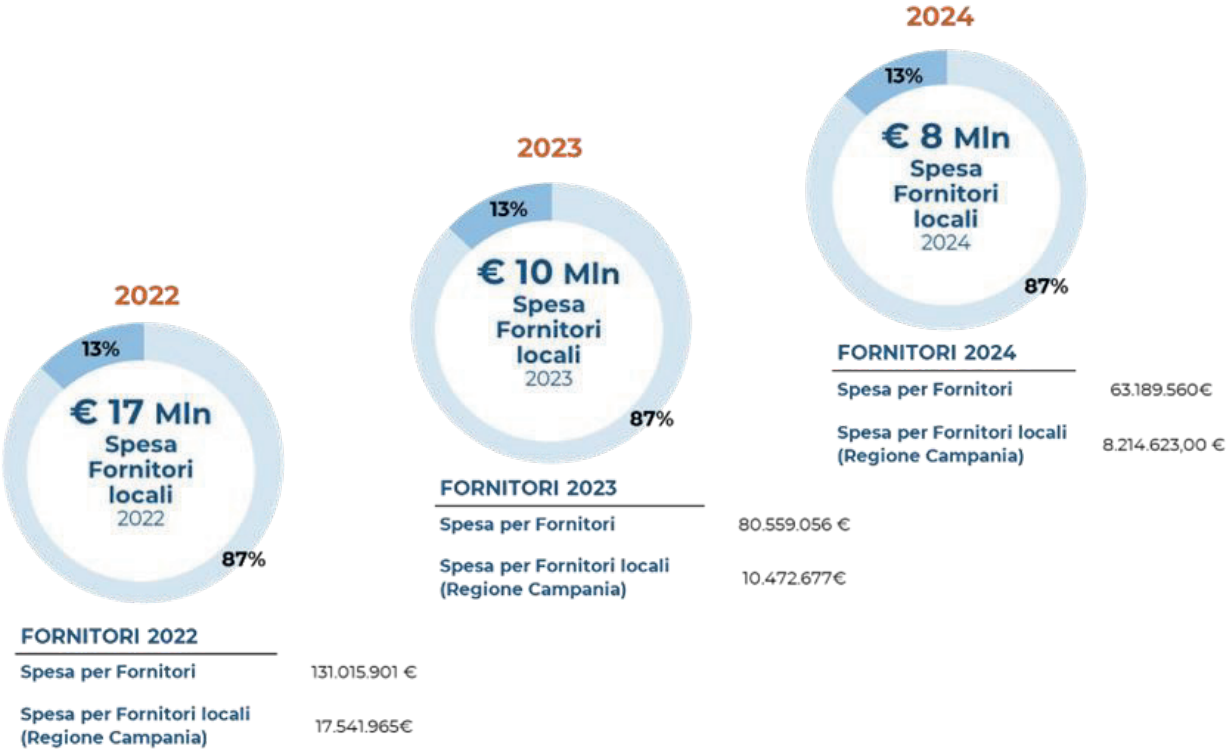 2022
13%
€ 17 Mln
Spesa
Fornitori
locali
2022
87%
FORNITORI 2022
Spesa per Fornitori 131.015.901 €
Spesa per Fornitori locali
(Regione Campania) 17.541.965€
2023
13%
€ 10 Mln
Spesa
Fornitori
locali
2023
87%
FORNITORI 2023
Spesa per Fornitori 80.559.056 €
Spesa per Fornitori locali
(Regione Campania) 10.472.677€
2024
13%
€ 8 Mln
Spesa
Fornitori
locali
2024
87%
FORNITORI 2024
Spesa per Fornitori 63.189.560€
Spesa per Fornitori locali
(Regione Campania) 8.214.623,00 €